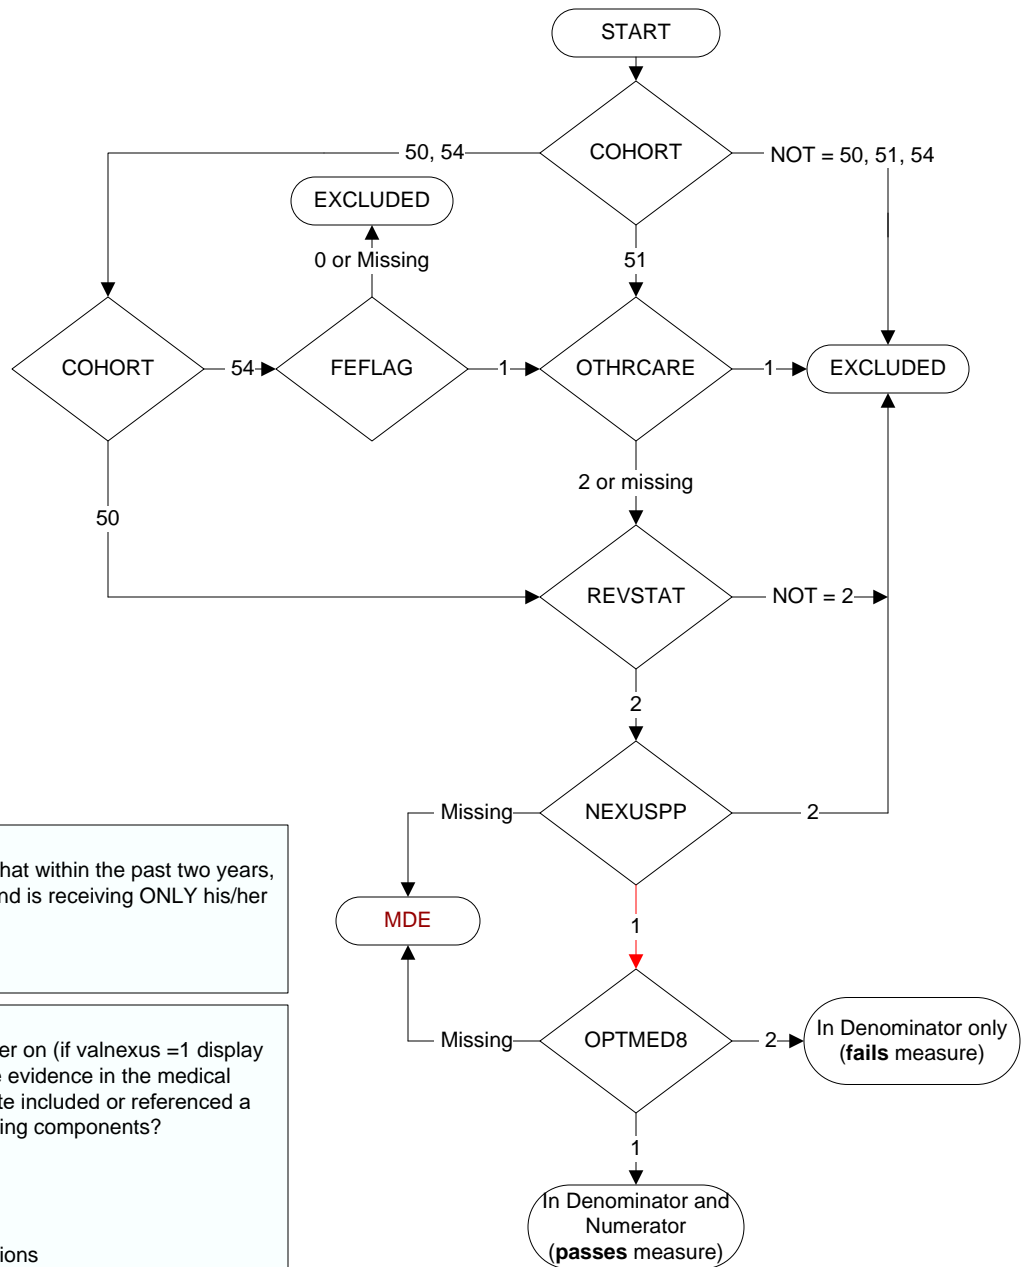 START
COHORT
50, 54
NOT = 50, 51, 54
EXCLUDED
0 or Missing
51
COHORT
54
FEFLAG
1
OTHRCARE
1
EXCLUDED
2 or missing
50
REVSTAT
NOT = 2
2
Missing
NEXUSPP
2
MDE
1
Missing
OPTMED8
2
In Denominator only
(fails measure)
1
In Denominator and
Numerator
(passes measure)
hat within the past two years,
nd is receiving ONLY his/her
er on (if valnexus =1 display
e evidence in the medical
te included or referenced a
ing components?
ions